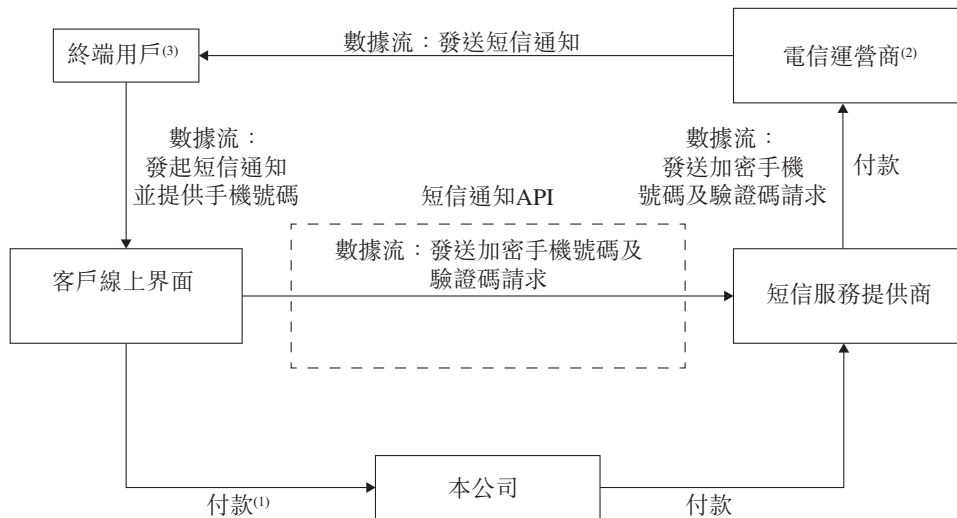 終端用戶(3)
數據流：發送短信通知
電信運營商(2)
數據流：
發起短信通知
並提供手機號碼
數據流：
發送加密手機
號碼及驗證碼請求
付款
短信通知API
客戶線上界面
數據流：發送加密手機號碼及
驗證碼請求
短信服務提供商
付款(1)
本公司
付款